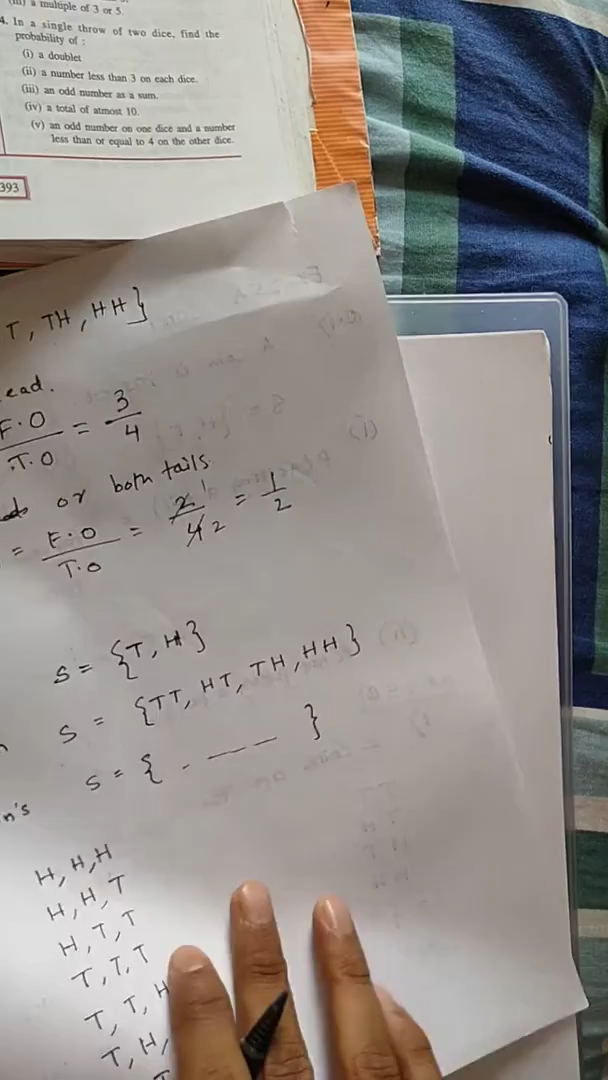 (iii) a multiple of 3 or 5.
4. In a single throw of two dice, find the
probability of :
(i) a doublet
(ii) a number less than 3 on each dice.
(iii) an odd number as a sum.
(iv) a total of atmost 10.
(v) an odd number on one dice and a number
less than or equal to 4 on the other dice.
393
T, TH, HH}
ead.
F.O / T.O = 3/4
or both tails
= F.O / T.O = 2/4 = 1/2
S = {T, H}
S = {TT, HT, TH, HH}
S = { - — — — }
n's
H, H, H
H, H, T
H, T, T
T, T, T
T, T, H
T, H,
T